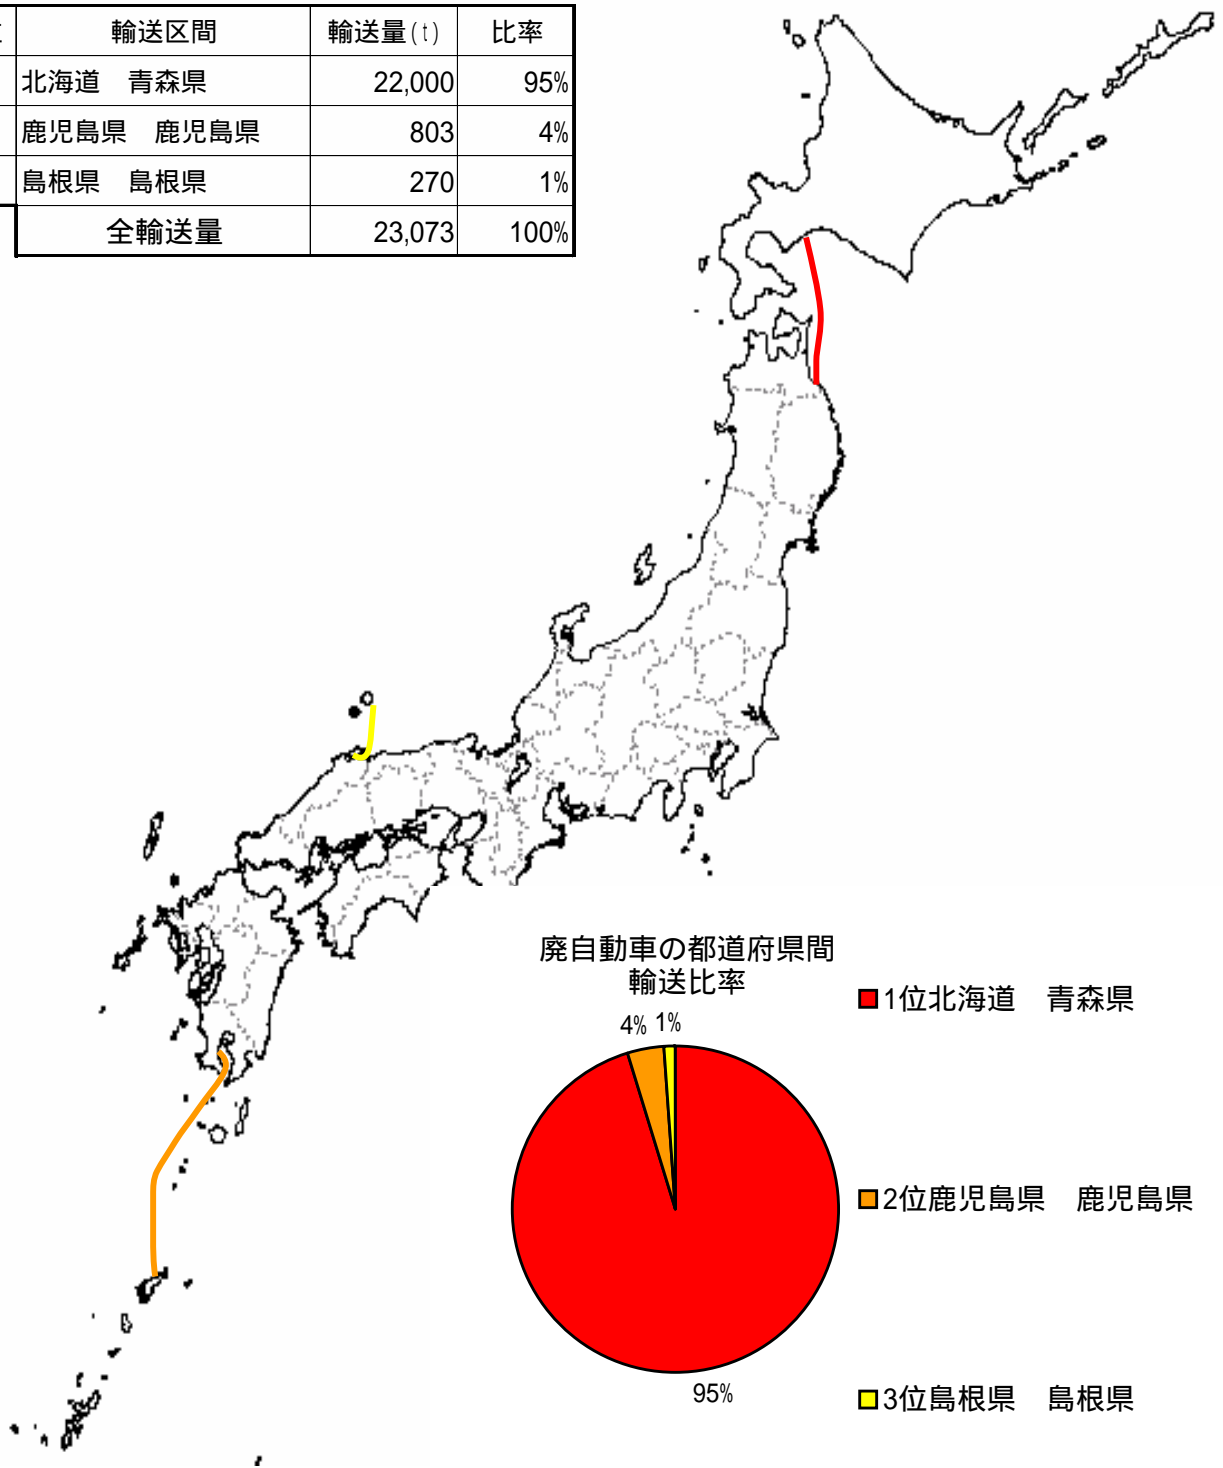 輸送区間 輸送量(t) 比率
北海道 青森県 22,000 95%
鹿児島県 鹿児島県 803 4%
島根県 島根県 270 1%
全輸送量 23,073 100%
廃自動車の都道府県間
輸送比率
4% 1%
95%
1位北海道 青森県
2位鹿児島県 鹿児島県
3位島根県 島根県